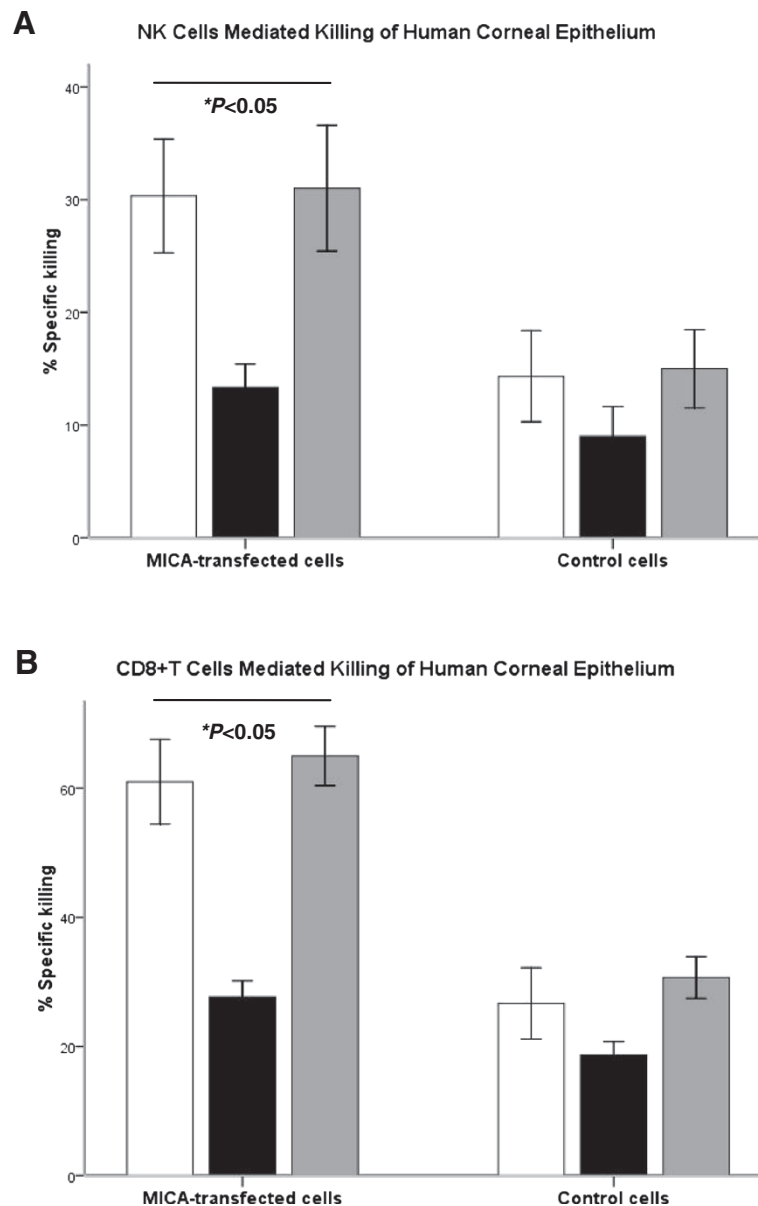 A
NK Cells Mediated Killing of Human Corneal Epithelium
*P<0.05
% Specific killing
40
30
20
10
0
MICA-transfected cells
Control cells
B
CD8+T Cells Mediated Killing of Human Corneal Epithelium
*P<0.05
% Specific killing
60
40
20
0
MICA-transfected cells
Control cells